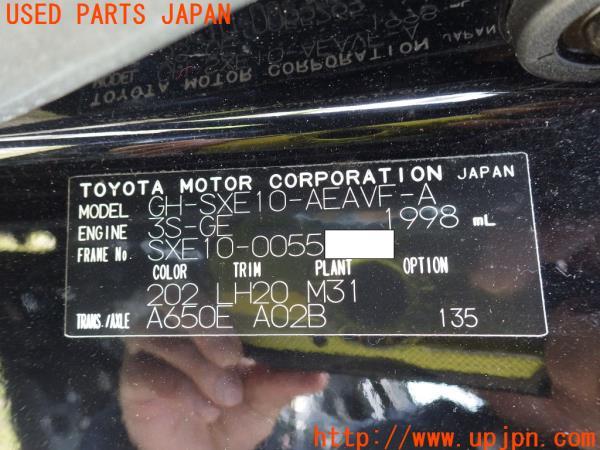 USED PARTS JAPAN
TOYOTA MOTOR CORPORATION JAPAN
MODEL GH-SXE10-AEAVF-A
ENGINE 3S-GE 1998 mL
FRAME No. SXE10-0055
COLOR TRIM PLANT OPTION
202 LH20 M31
TRANS./AXLE A650E A02B 135
UPJ
http://www.upjpn.com